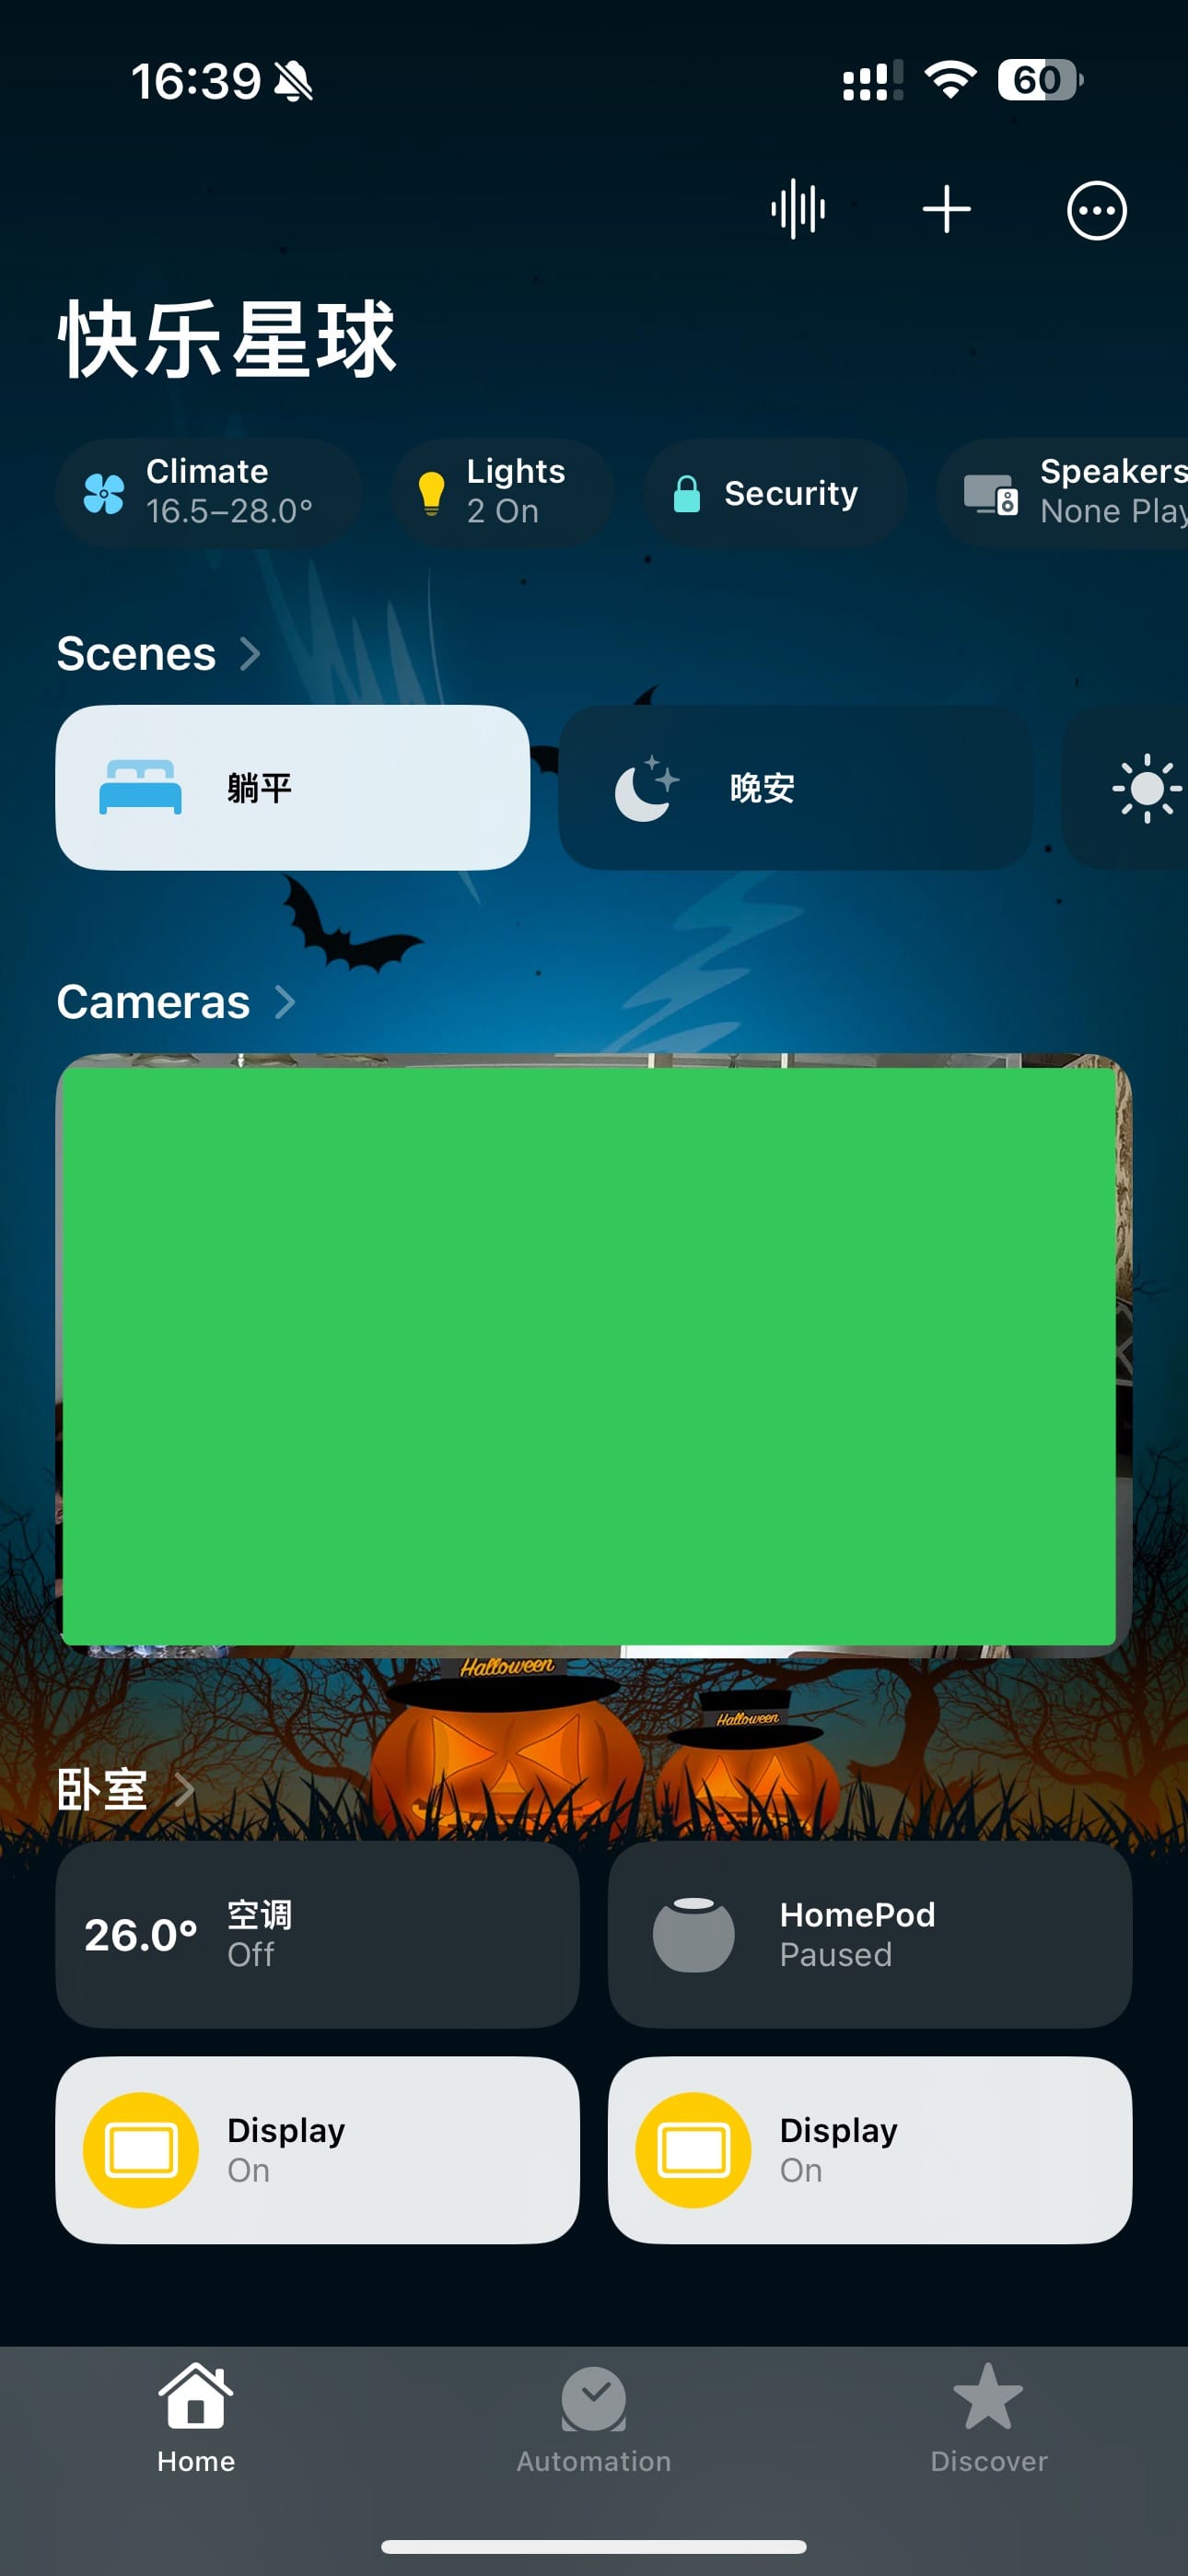 16:39
60
快乐星球
Climate
16.5–28.0°
Lights
2 On
Security
Speakers
None Play
Scenes
躺平
晚安
Cameras
Halloween
Halloween
卧室
26.0°
空调
Off
HomePod
Paused
Display
On
Display
On
Home
Automation
Discover